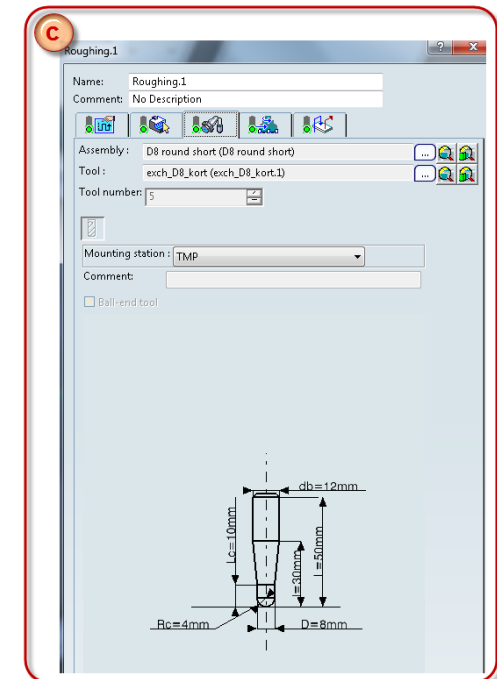 C
Roughing.1
Name: Roughing.1
Comment: No Description
Assembly : D8 round short (D8 round short) ...
Tool : exch_D8_kort (exch_D8_kort.1) ...
Tool number: 5
Mounting station : TMP
Comment:
Ball-end tool
db=12mm
Lc=10mm
l=30mm
L=50mm
Rc=4mm
D=8mm